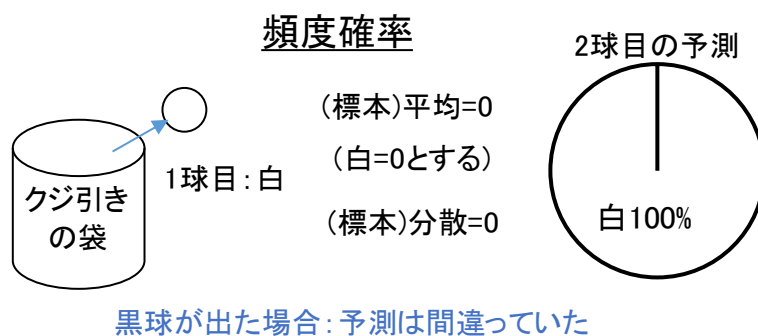 頻度確率
2球目の予測
(標本)平均=0
(白=0とする)
(標本)分散=0
1球目:白
クジ引き
の袋
白100%
黒球が出た場合:予測は間違っていた